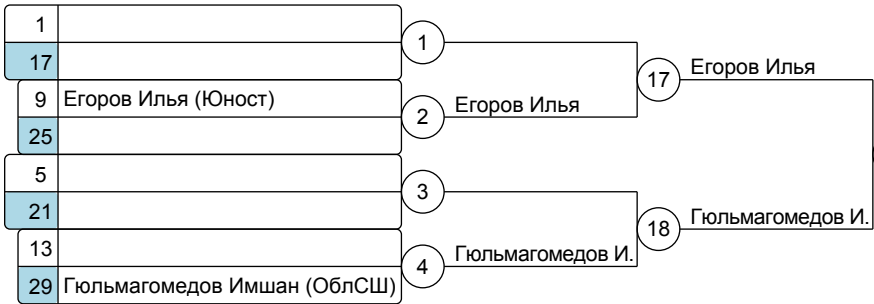 1
1
17
17
Егоров Илья
9 Егоров Илья (Юност)
2
Егоров Илья
25
5
3
21
18
Гюльмагомедов И.
13
4
Гюльмагомедов И.
29 Гюльмагомедов Имшан (ОблСШ)